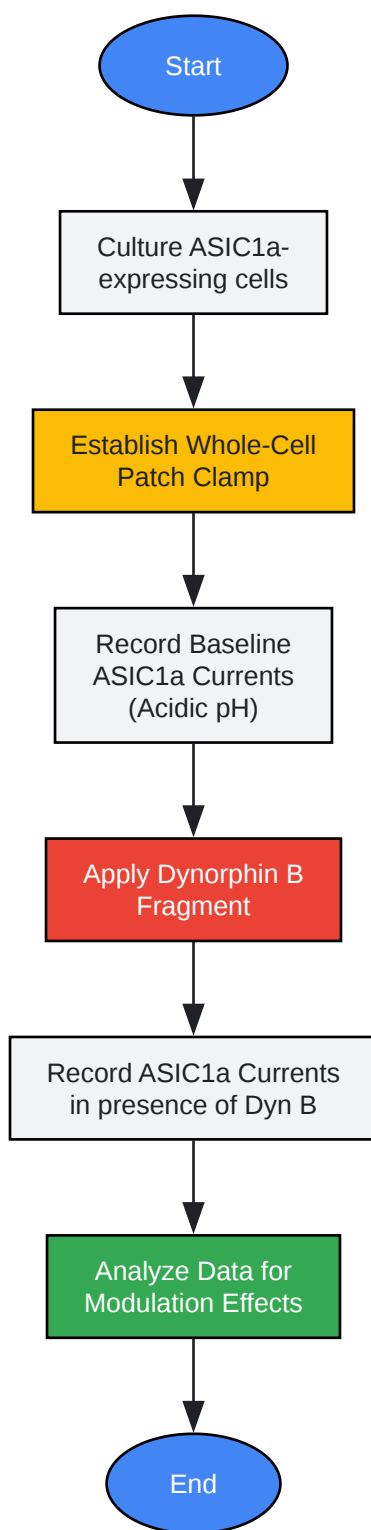 Start
Culture ASIC1a-
expressing cells
Establish Whole-Cell
Patch Clamp
Record Baseline
ASIC1a Currents
(Acidic pH)
Apply Dynorphin B
Fragment
Record ASIC1a Currents
in presence of Dyn B
Analyze Data for
Modulation Effects
End